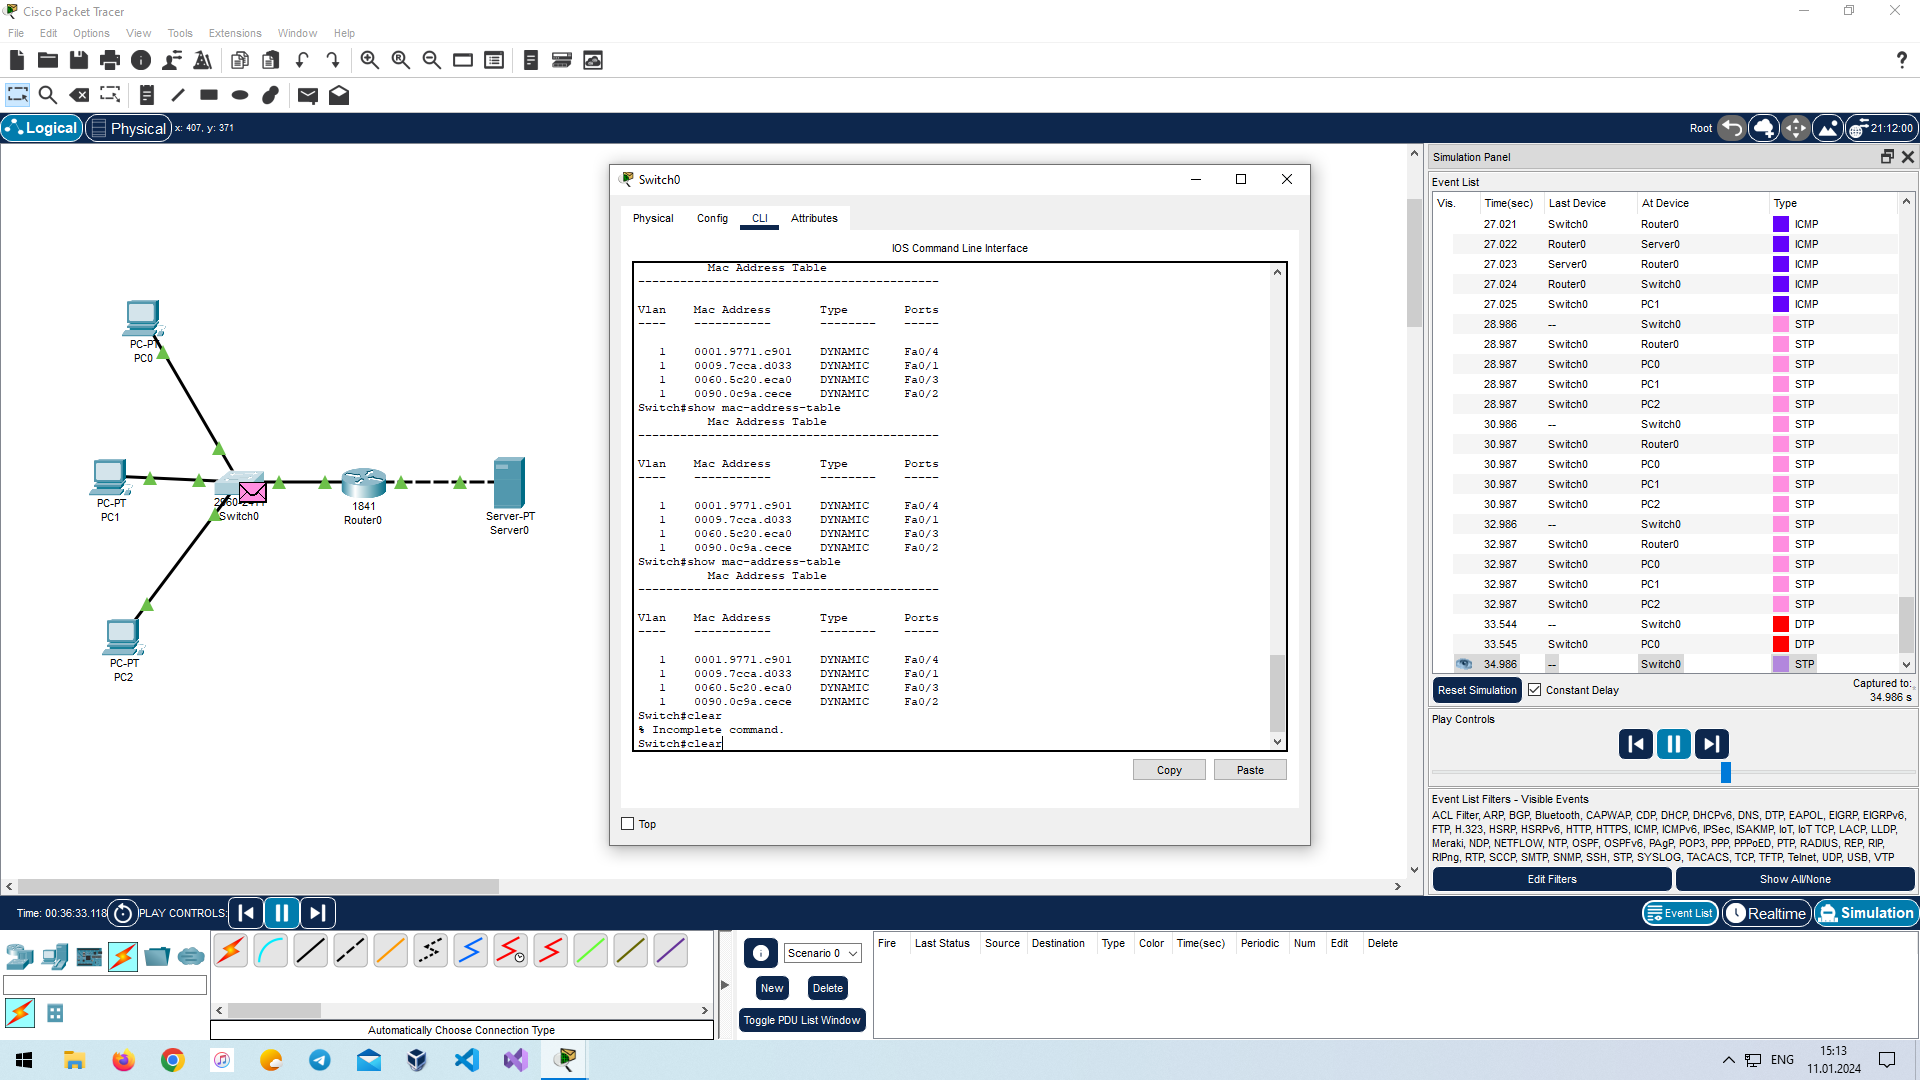 Cisco Packet Tracer
File Edit Options View Tools Extensions Window Help
Logical Physical x: 407, y: 371
Root 21:12:00
PC-PT
PC0
PC-PT
PC1
PC-PT
PC2
Switch0
1841
Router0
Server-PT
Server0
Switch0
Physical Config CLI Attributes
IOS Command Line Interface
Mac Address Table
-------------------------------------------
Vlan Mac Address Type Ports
---- ----------- -------- -----
1 0001.9771.c901 DYNAMIC Fa0/4
1 0009.7cca.d033 DYNAMIC Fa0/1
1 0060.5c20.eca0 DYNAMIC Fa0/3
1 0090.0c9a.cece DYNAMIC Fa0/2
Switch#show mac-address-table
Mac Address Table
-------------------------------------------
Vlan Mac Address Type Ports
---- ----------- -------- -----
1 0001.9771.c901 DYNAMIC Fa0/4
1 0009.7cca.d033 DYNAMIC Fa0/1
1 0060.5c20.eca0 DYNAMIC Fa0/3
1 0090.0c9a.cece DYNAMIC Fa0/2
Switch#show mac-address-table
Mac Address Table
-------------------------------------------
Vlan Mac Address Type Ports
---- ----------- -------- -----
1 0001.9771.c901 DYNAMIC Fa0/4
1 0009.7cca.d033 DYNAMIC Fa0/1
1 0060.5c20.eca0 DYNAMIC Fa0/3
1 0090.0c9a.cece DYNAMIC Fa0/2
Switch#clear
% Incomplete command.
Switch#clear
Copy Paste
Top
Simulation Panel
Event List
Vis. Time(sec) Last Device At Device Type
27.021 Switch0 Router0 ICMP
27.022 Router0 Server0 ICMP
27.023 Server0 Router0 ICMP
27.024 Router0 Switch0 ICMP
27.025 Switch0 PC1 ICMP
28.986 -- Switch0 STP
28.987 Switch0 Router0 STP
28.987 Switch0 PC0 STP
28.987 Switch0 PC1 STP
28.987 Switch0 PC2 STP
30.986 -- Switch0 STP
30.987 Switch0 Router0 STP
30.987 Switch0 PC0 STP
30.987 Switch0 PC1 STP
30.987 Switch0 PC2 STP
32.986 -- Switch0 STP
32.987 Switch0 Router0 STP
32.987 Switch0 PC0 STP
32.987 Switch0 PC1 STP
32.987 Switch0 PC2 STP
33.544 -- Switch0 DTP
33.545 Switch0 PC0 DTP
34.986 -- Switch0 STP
Reset Simulation Constant Delay Captured to:
34.986 s
Play Controls
Event List Filters - Visible Events
ACL Filter, ARP, BGP, Bluetooth, CAPWAP, CDP, DHCP, DHCPv6, DNS, DTP, EAPOL, EIGRP, EIGRPv6,
FTP, H.323, HSRP, HSRPv6, HTTP, HTTPS, ICMP, ICMPv6, IPSec, ISAKMP, IoT, IoT TCP, LACP, LLDP,
Meraki, NDP, NETFLOW, NTP, OSPF, OSPFv6, PAgP, POP3, PPP, PPPoED, PTP, RADIUS, REP, RIP,
RIPng, RTP, SCCP, SMTP, SNMP, SSH, STP, SYSLOG, TACACS, TCP, TFTP, Telnet, UDP, USB, VTP
Edit Filters Show All/None
Time: 00:36:33.118 PLAY CONTROLS:
Event List Realtime Simulation
Automatically Choose Connection Type
Scenario 0
New Delete
Toggle PDU List Window
Fire Last Status Source Destination Type Color Time(sec) Periodic Num Edit Delete
ENG
15:13
11.01.2024